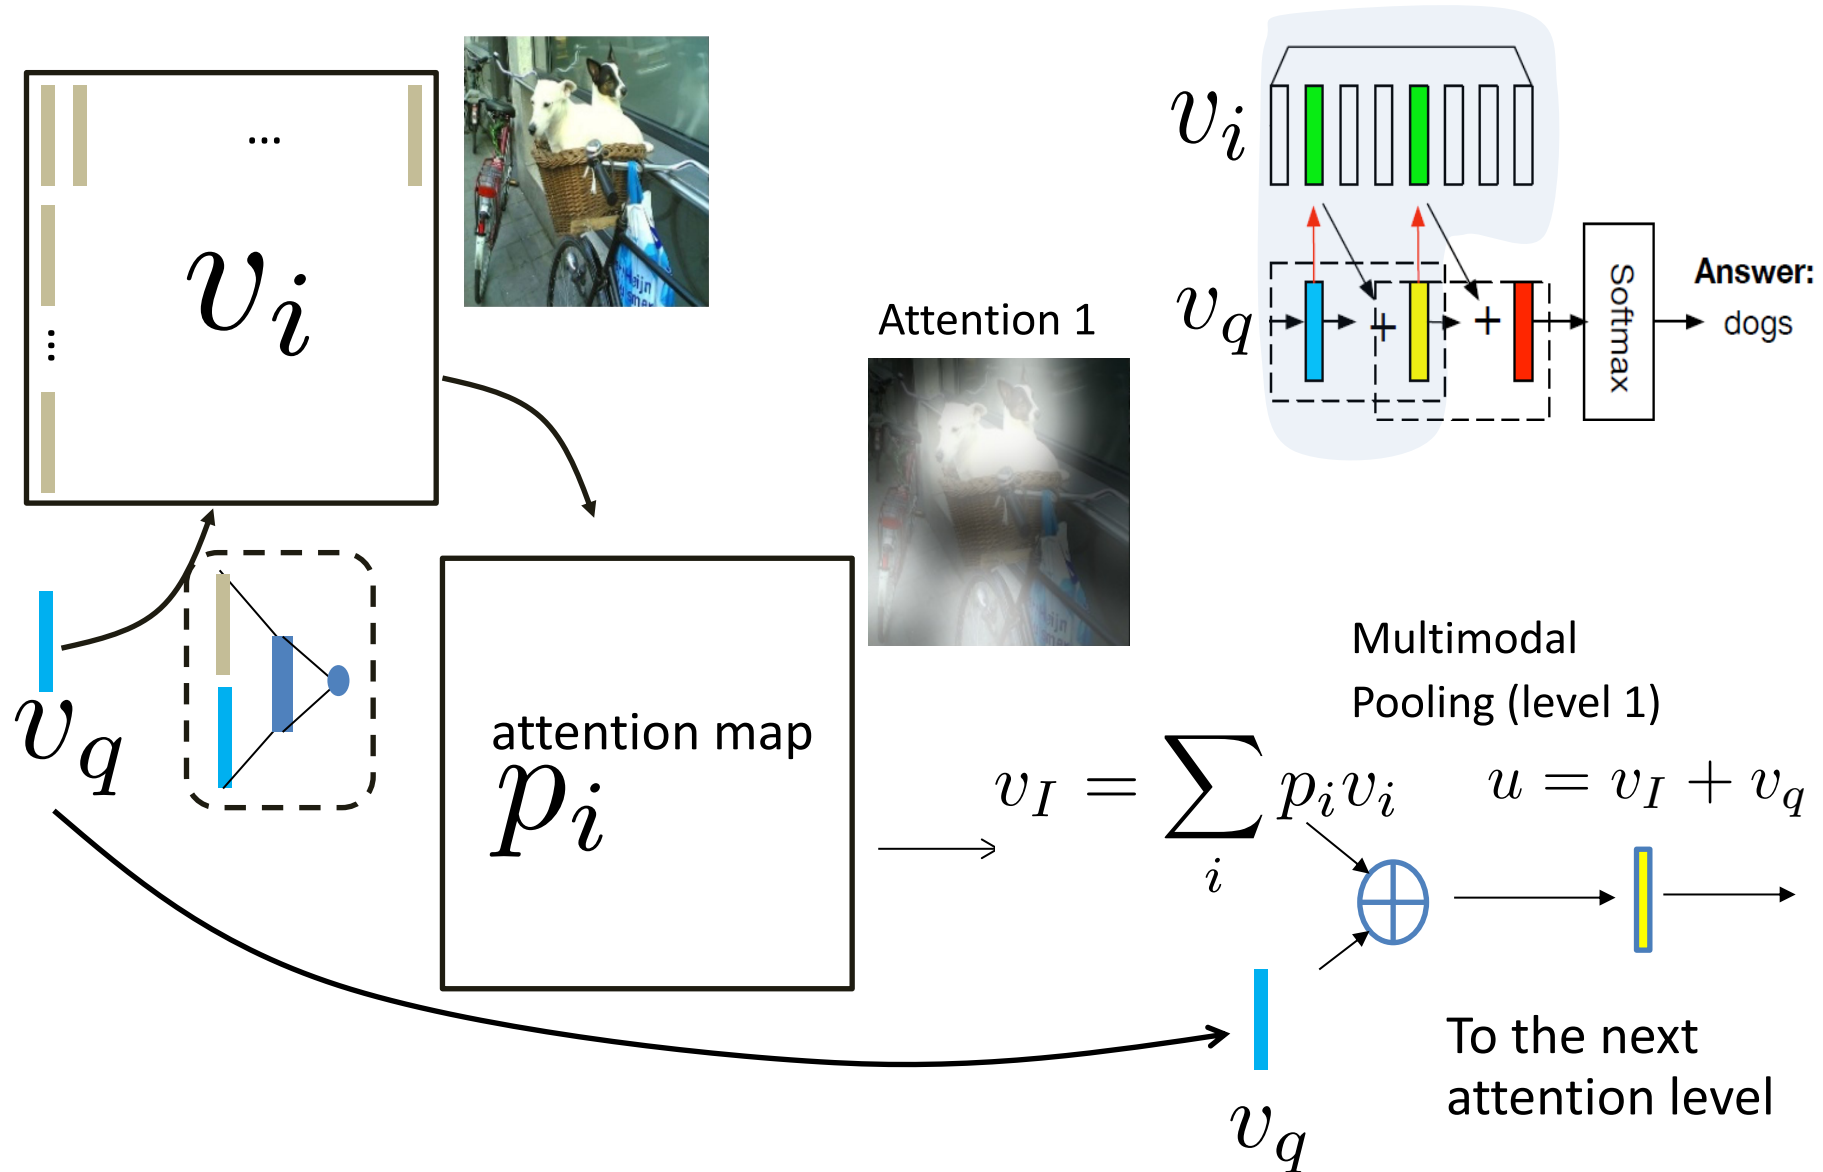 v_i
...
...
v_q
attention map
p_i
Attention 1
v_i
v_q
+
+
Softmax
Answer:
dogs
Multimodal
Pooling (level 1)
v_I = \sum_i p_i v_i
u = v_I + v_q
v_q
To the next
attention level